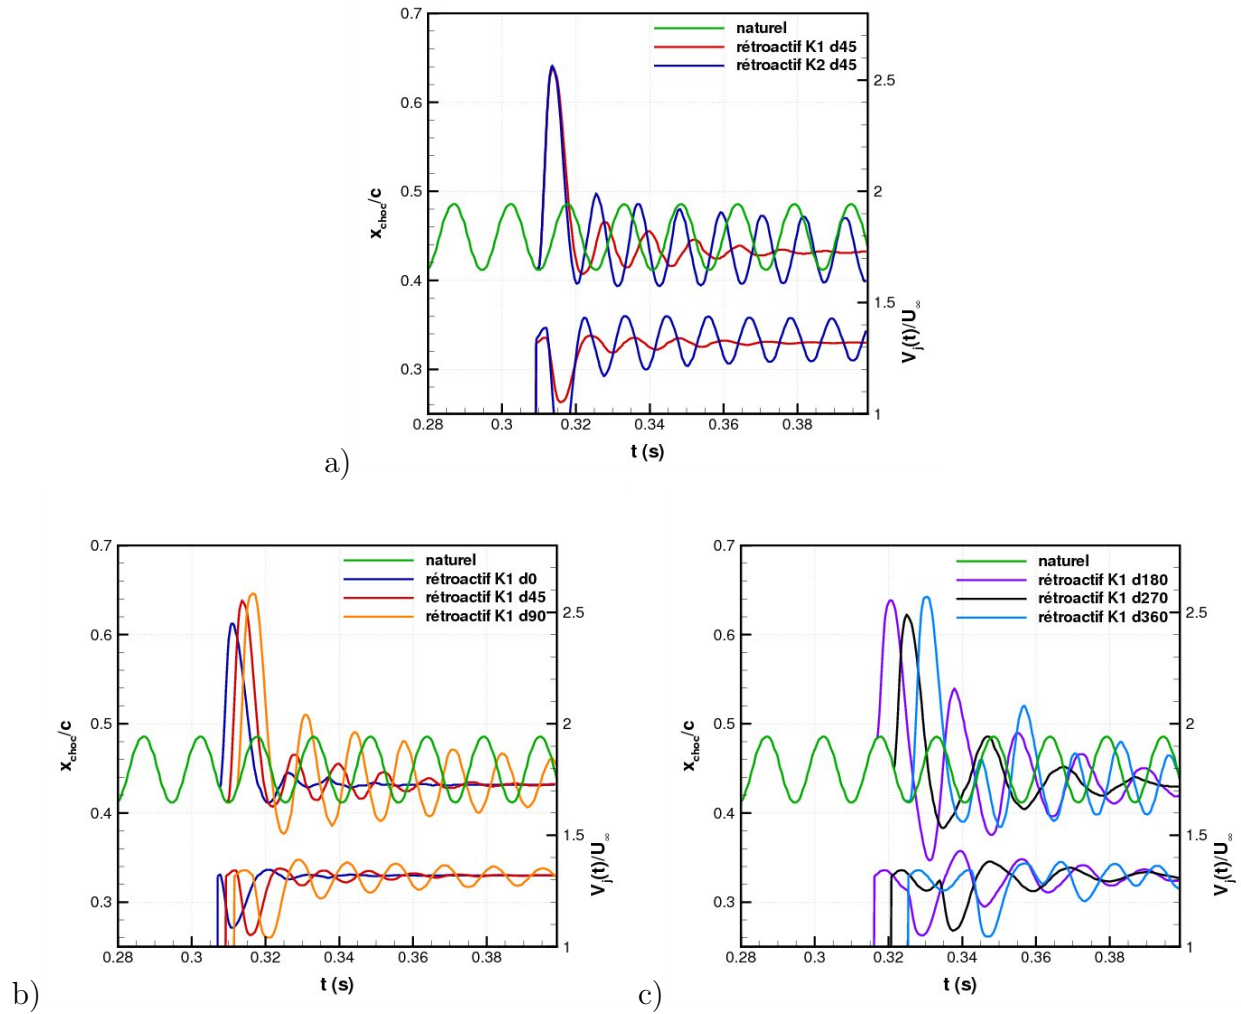 naturel
rétroactif K1 d45
rétroactif K2 d45
0.7
0.6
0.5
0.4
0.3
x_choc/c
2.5
2
1.5
1
V_j(t)/U_∞
0.28 0.3 0.32 0.34 0.36 0.38
t (s)
a)
naturel
rétroactif K1 d0
rétroactif K1 d45
rétroactif K1 d90
0.7
0.6
0.5
0.4
0.3
x_choc/c
2.5
2
1.5
1
V_j(t)/U_∞
0.28 0.3 0.32 0.34 0.36 0.38
t (s)
b)
naturel
rétroactif K1 d180
rétroactif K1 d270
rétroactif K1 d360
0.7
0.6
0.5
0.4
0.3
x_choc/c
2.5
2
1.5
1
V_j(t)/U_∞
0.28 0.3 0.32 0.34 0.36 0.38
t (s)
c)